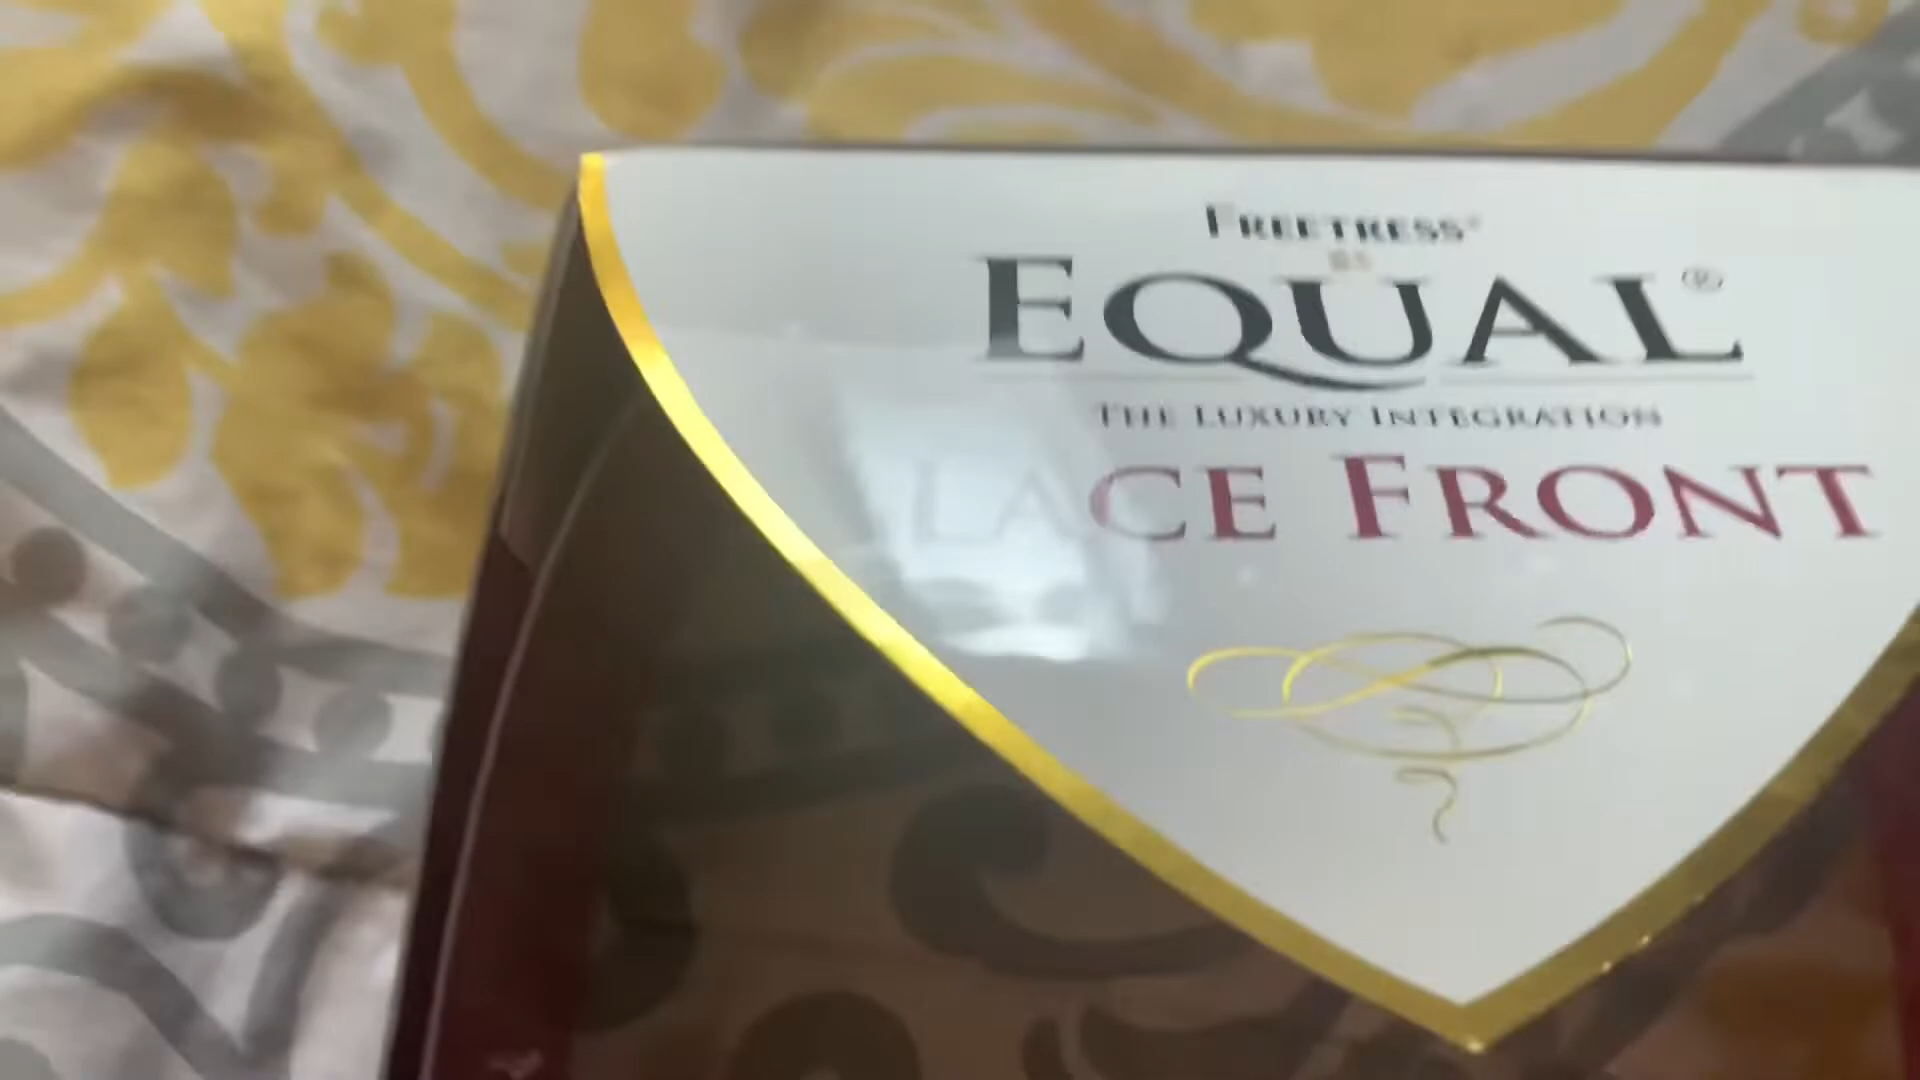 FREETRESS®
EQUAL®
THE LUXURY INTEGRATION
LACE FRONT